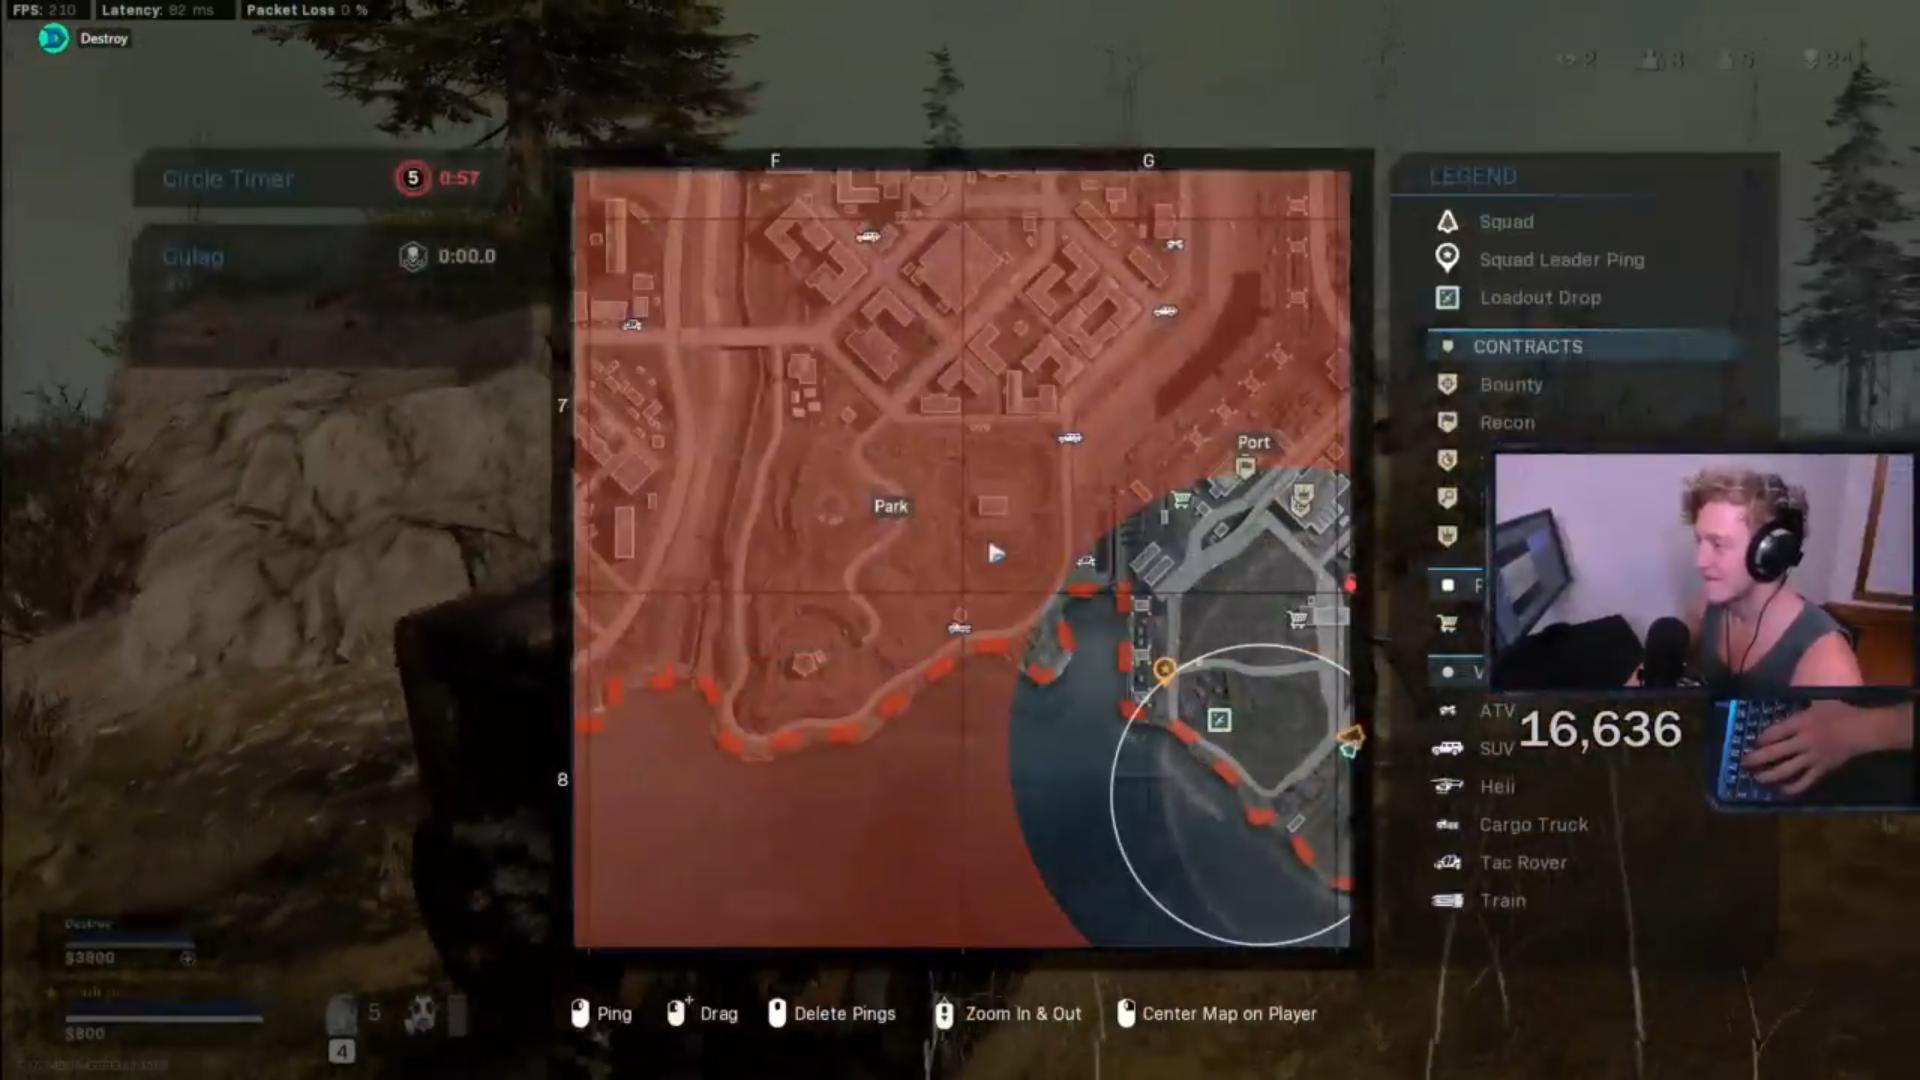 FPS: 210 Latency: 82 ms Packet Loss 0 %
Destroy
Circle Timer 5 0:57
Gulag 0:00.0
F G
7
8
Port
Park
LEGEND
Squad
Squad Leader Ping
Loadout Drop
CONTRACTS
Bounty
Recon
ATV
SUV
Heli
Cargo Truck
Tac Rover
Train
16,636
Destroy
$3800
$800
5
4
Ping Drag Delete Pings Zoom In & Out Center Map on Player